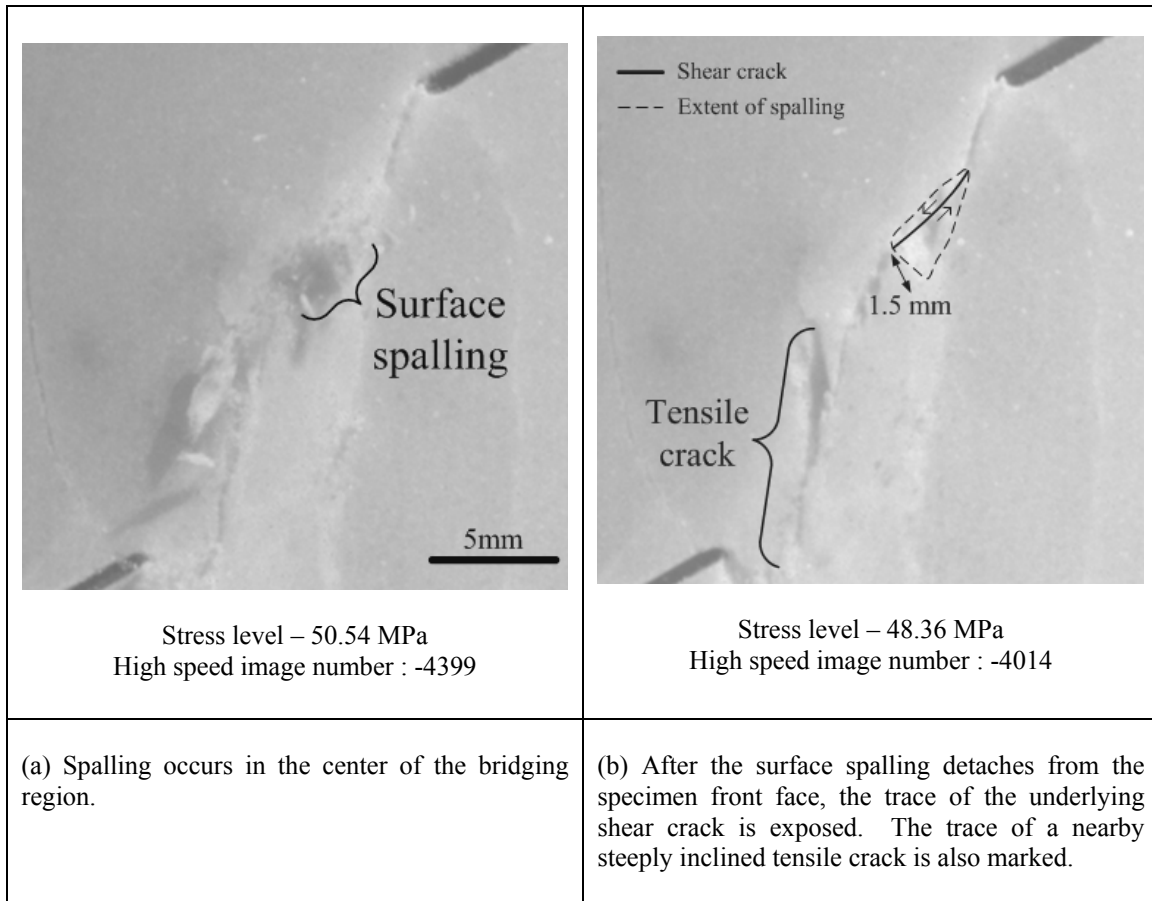 Surface
spalling
5mm
Stress level – 50.54 MPa
High speed image number : -4399
Shear crack
Extent of spalling
1.5 mm
Tensile
crack
Stress level – 48.36 MPa
High speed image number : -4014
(a) Spalling occurs in the center of the bridging
region.
(b) After the surface spalling detaches from the
specimen front face, the trace of the underlying
shear crack is exposed. The trace of a nearby
steeply inclined tensile crack is also marked.